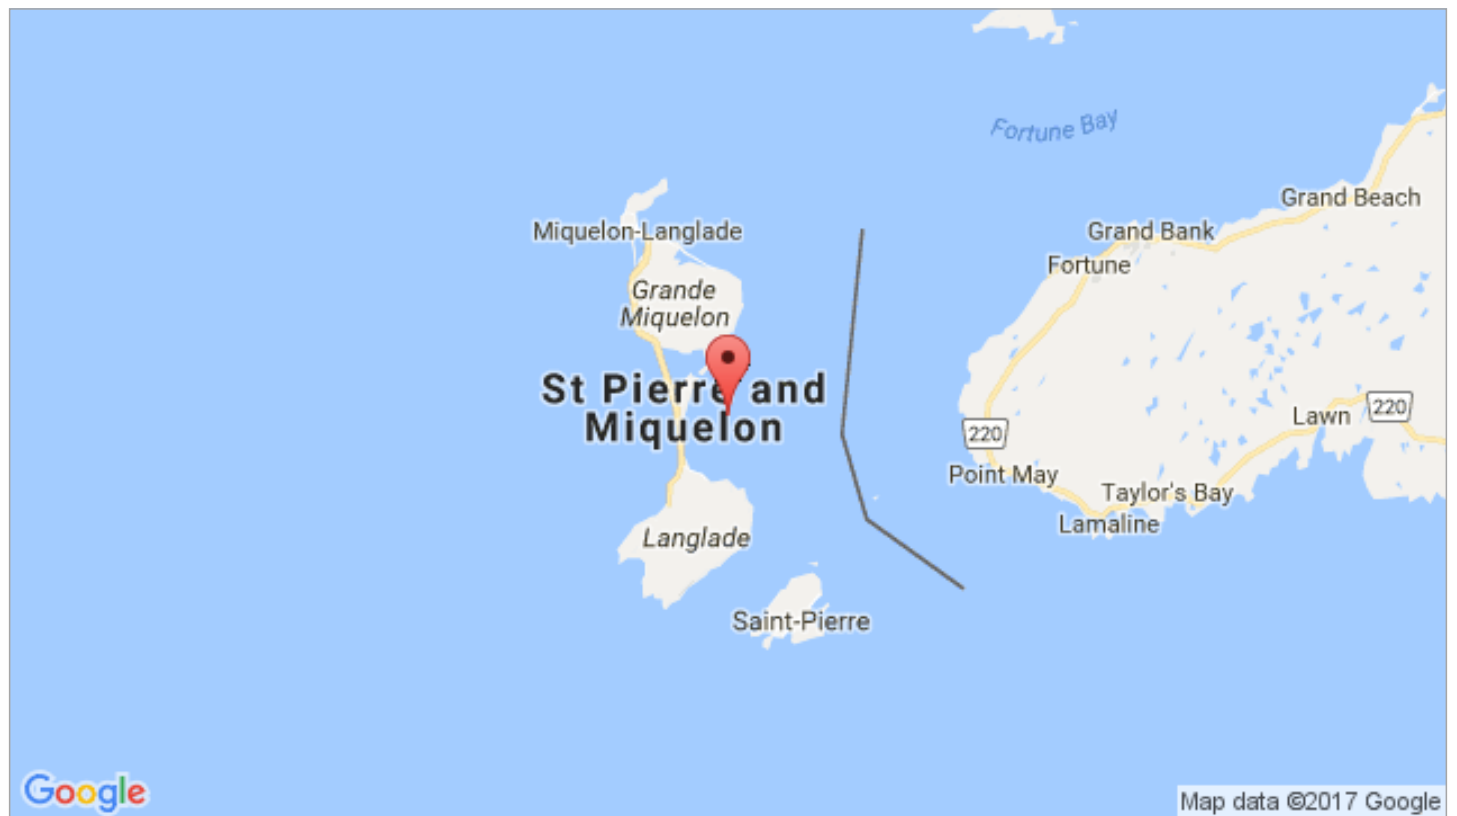 Fortune Bay
Grand Beach
Miquelon-Langlade
Grand Bank
Fortune
Grande
Miquelon
St Pierre and
Miquelon
220
Lawn
220
Point May
Taylor's Bay
Lamaline
Langlade
Saint-Pierre
Google
Map data ©2017 Google